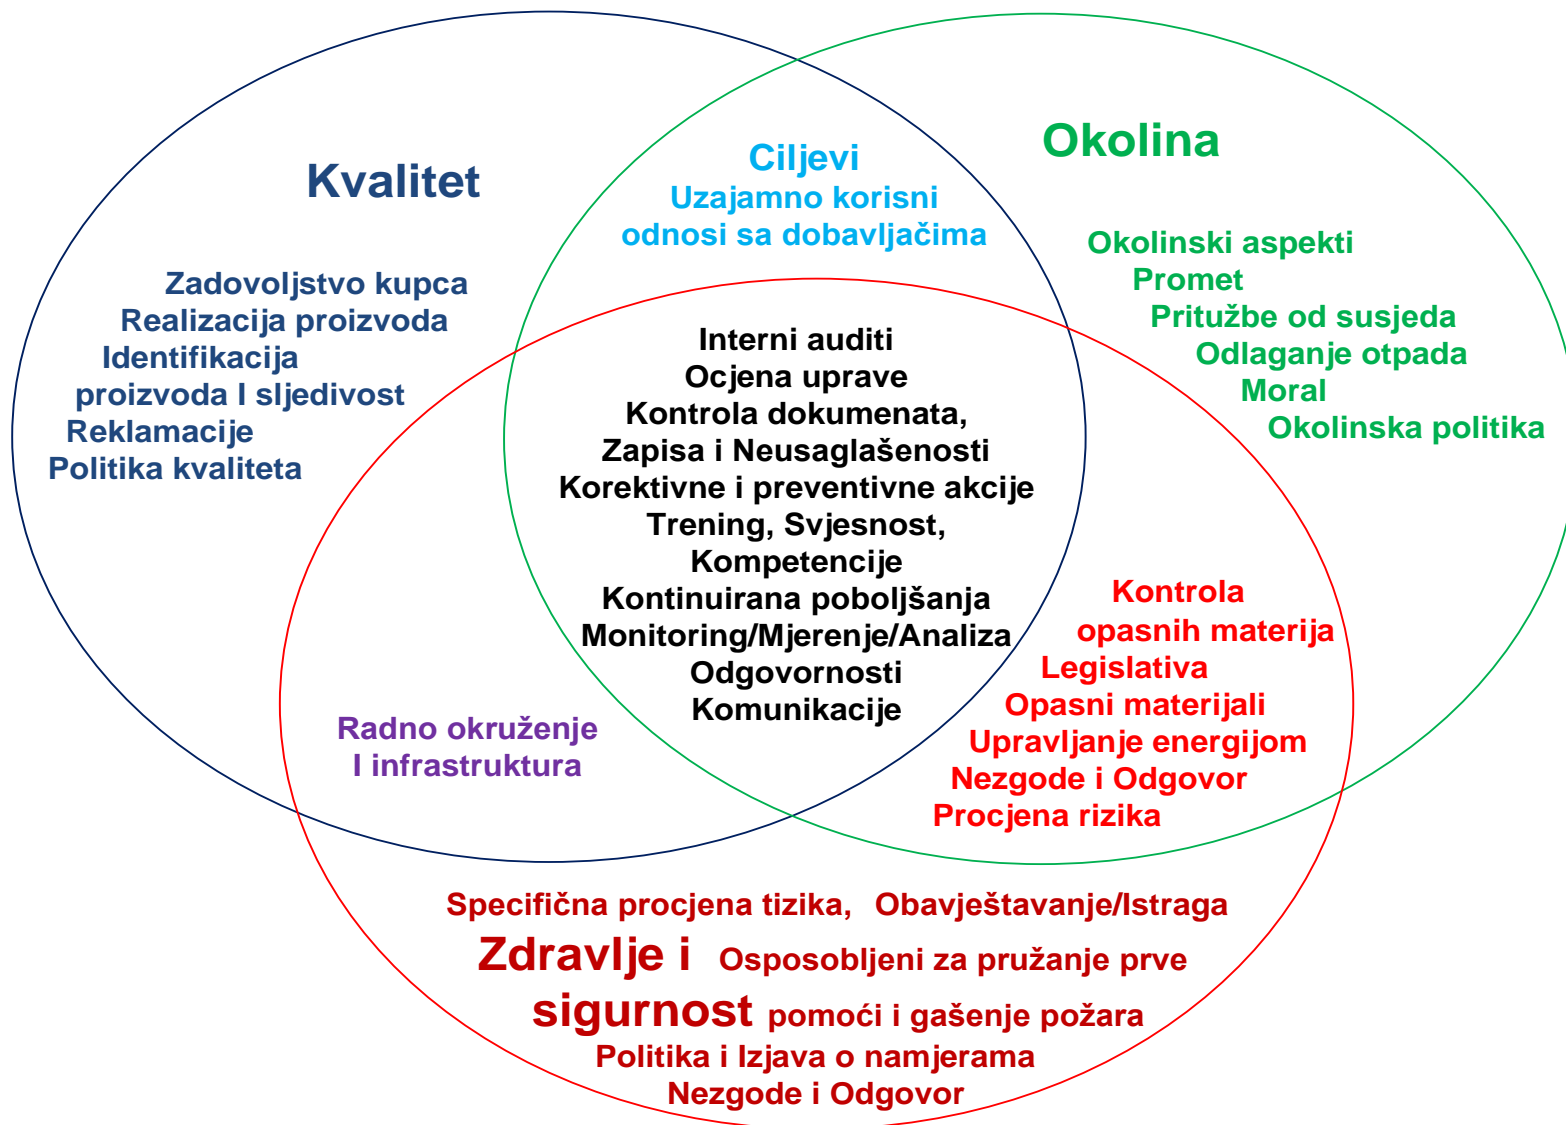 Kvalitet
Zadovoljstvo kupca
Realizacija proizvoda
Identifikacija
proizvoda I sljedivost
Reklamacije
Politika kvaliteta
Ciljevi
Uzajamno korisni
odnosi sa dobavljačima
Okolina
Okolinski aspekti
Promet
Pritužbe od susjeda
Odlaganje otpada
Moral
Okolinska politika
Interni auditi
Ocjena uprave
Kontrola dokumenata,
Zapisa i Neusaglašenosti
Korektivne i preventivne akcije
Trening, Svjesnost,
Kompetencije
Kontinuirana poboljšanja
Monitoring/Mjerenje/Analiza
Odgovornosti
Komunikacije
Radno okruženje
I infrastruktura
Kontrola
opasnih materija
Legislativa
Opasni materijali
Upravljanje energijom
Nezgode i Odgovor
Procjena rizika
Specifična procjena tizika, Obavještavanje/Istraga
Zdravlje i Osposobljeni za pružanje prve
sigurnost pomoći i gašenje požara
Politika i Izjava o namjerama
Nezgode i Odgovor